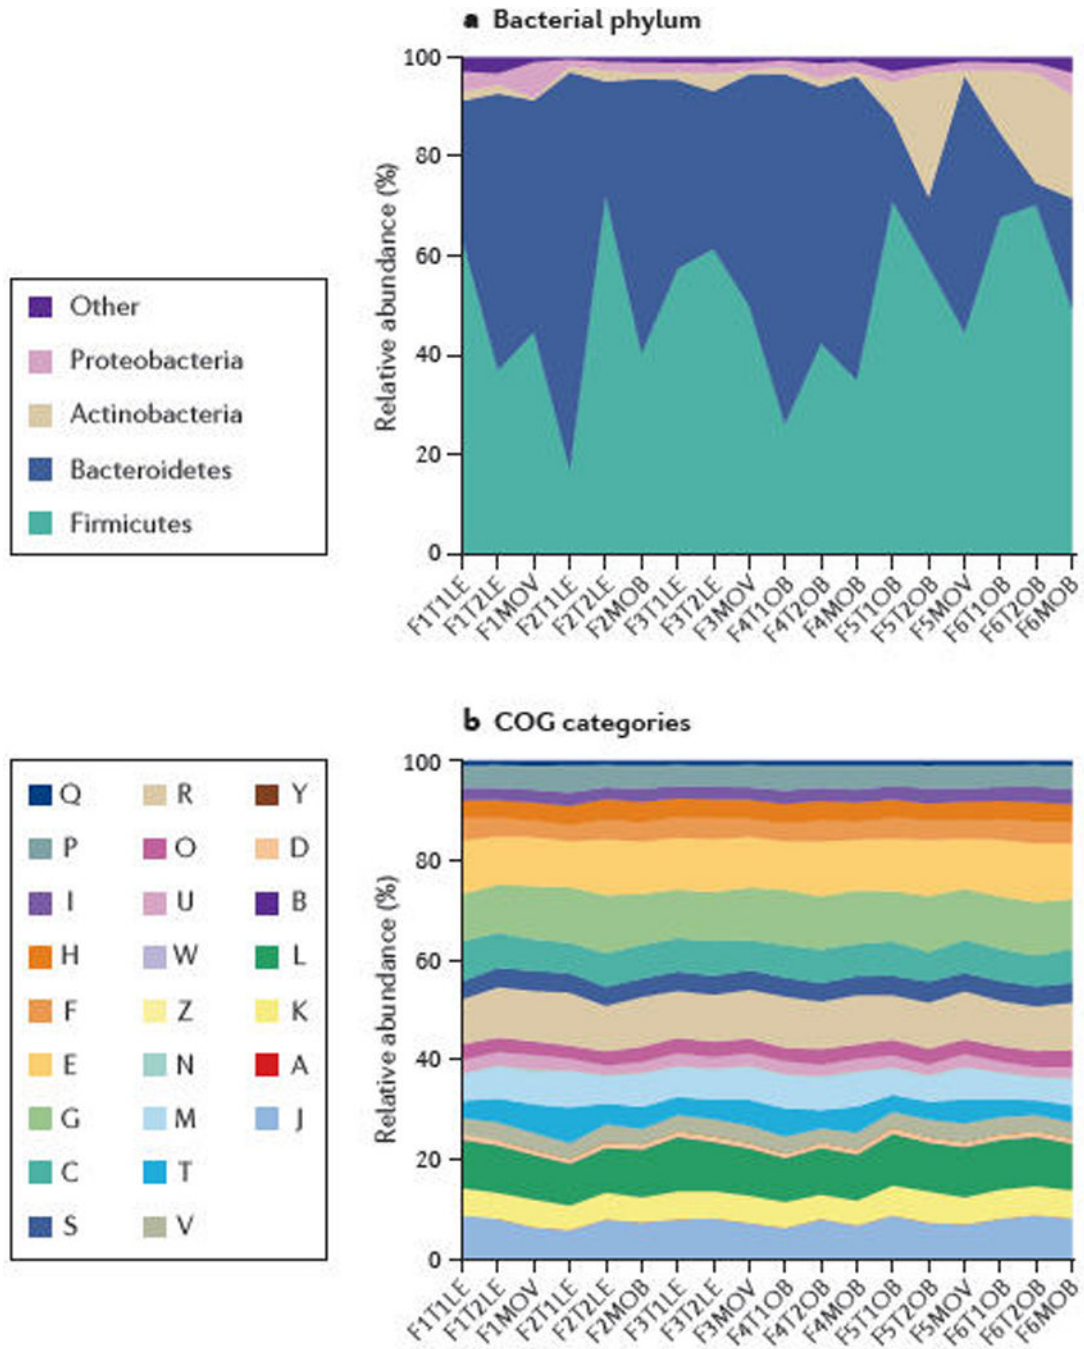 a Bacterial phylum
100
80
60
40
20
0
Relative abundance (%)
Other
Proteobacteria
Actinobacteria
Bacteroidetes
Firmicutes
F1T1LE
F1T2LE
F1MOV
F2T1LE
F2T2LE
F2MOB
F3T1LE
F3T2LE
F3MOV
F4T1OB
F4T2OB
F4MOB
F5T1OB
F5T2OB
F5MOV
F6T1OB
F6T2OB
F6MOB
b COG categories
Q R Y
P O D
I U B
H W L
F Z K
E N A
G M J
C T
S V
100
80
60
40
20
0
Relative abundance (%)
F1T1LE
F1T2LE
F1MOV
F2T1LE
F2T2LE
F2MOB
F3T1LE
F3T2LE
F3MOV
F4T1OB
F4T2OB
F4MOB
F5T1OB
F5T2OB
F5MOV
F6T1OB
F6T2OB
F6MOB